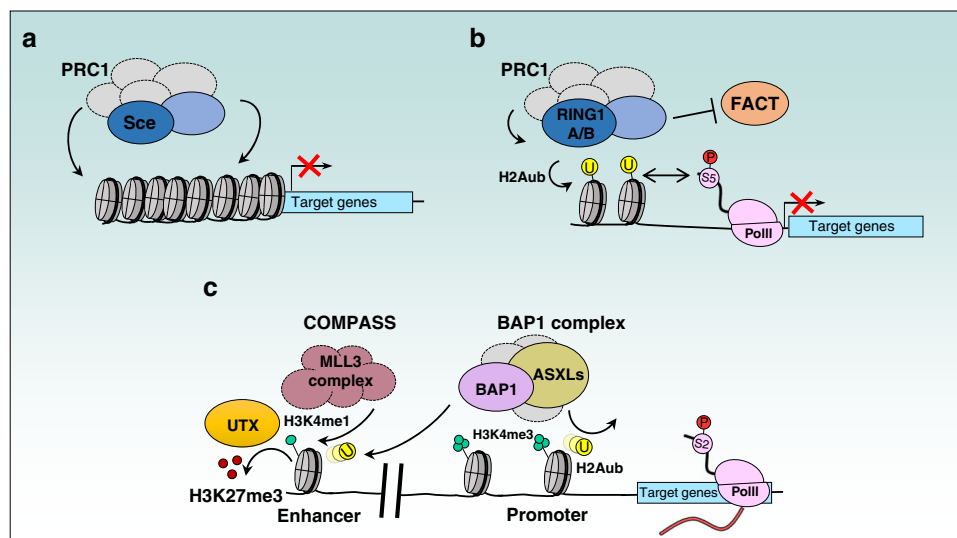 a
PRC1
Sce
Target genes
b
PRC1
RING1
A/B
FACT
H2Aub
U
U
P
S5
PolII
Target genes
c
COMPASS
MLL3
complex
BAP1 complex
ASXLs
BAP1
UTX
H3K4me1
U
H3K27me3
Enhancer
H3K4me3
U
H2Aub
Promoter
P
S2
Target genes
PolII